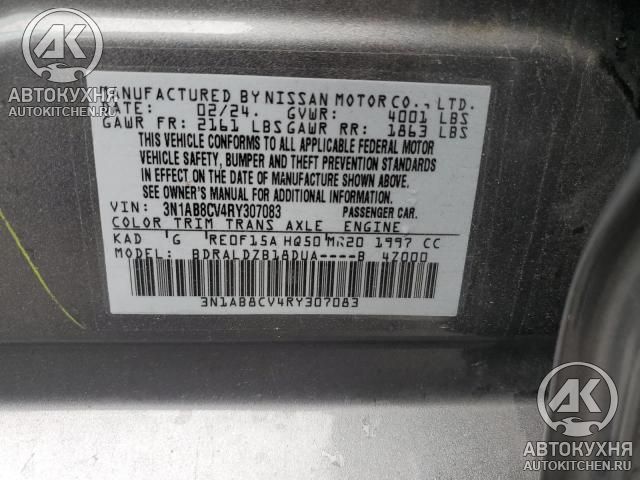 AK
АВТОКУХНЯ
AUTOKITCHEN.RU
MANUFACTURED BY NISSAN MOTOR CO., LTD.
DATE: 02/24. GVWR: 4001 LBS
GAWR FR: 2161 LBS GAWR RR: 1863 LBS
THIS VEHICLE CONFORMS TO ALL APPLICABLE FEDERAL MOTOR
VEHICLE SAFETY, BUMPER AND THEFT PREVENTION STANDARDS
IN EFFECT ON THE DATE OF MANUFACTURE SHOWN ABOVE.
SEE OWNER'S MANUAL FOR ADDITIONAL INFORMATION.
VIN: 3N1AB8CV4RY307083 PASSENGER CAR.
COLOR TRIM TRANS AXLE ENGINE
KAD G RE0F15A HQ50 MR20 1997 CC
MODEL: BDRALDZB18DUA----B 47000
3N1AB8CV4RY307083
AK
АВТОКУХНЯ
AUTOKITCHEN.RU